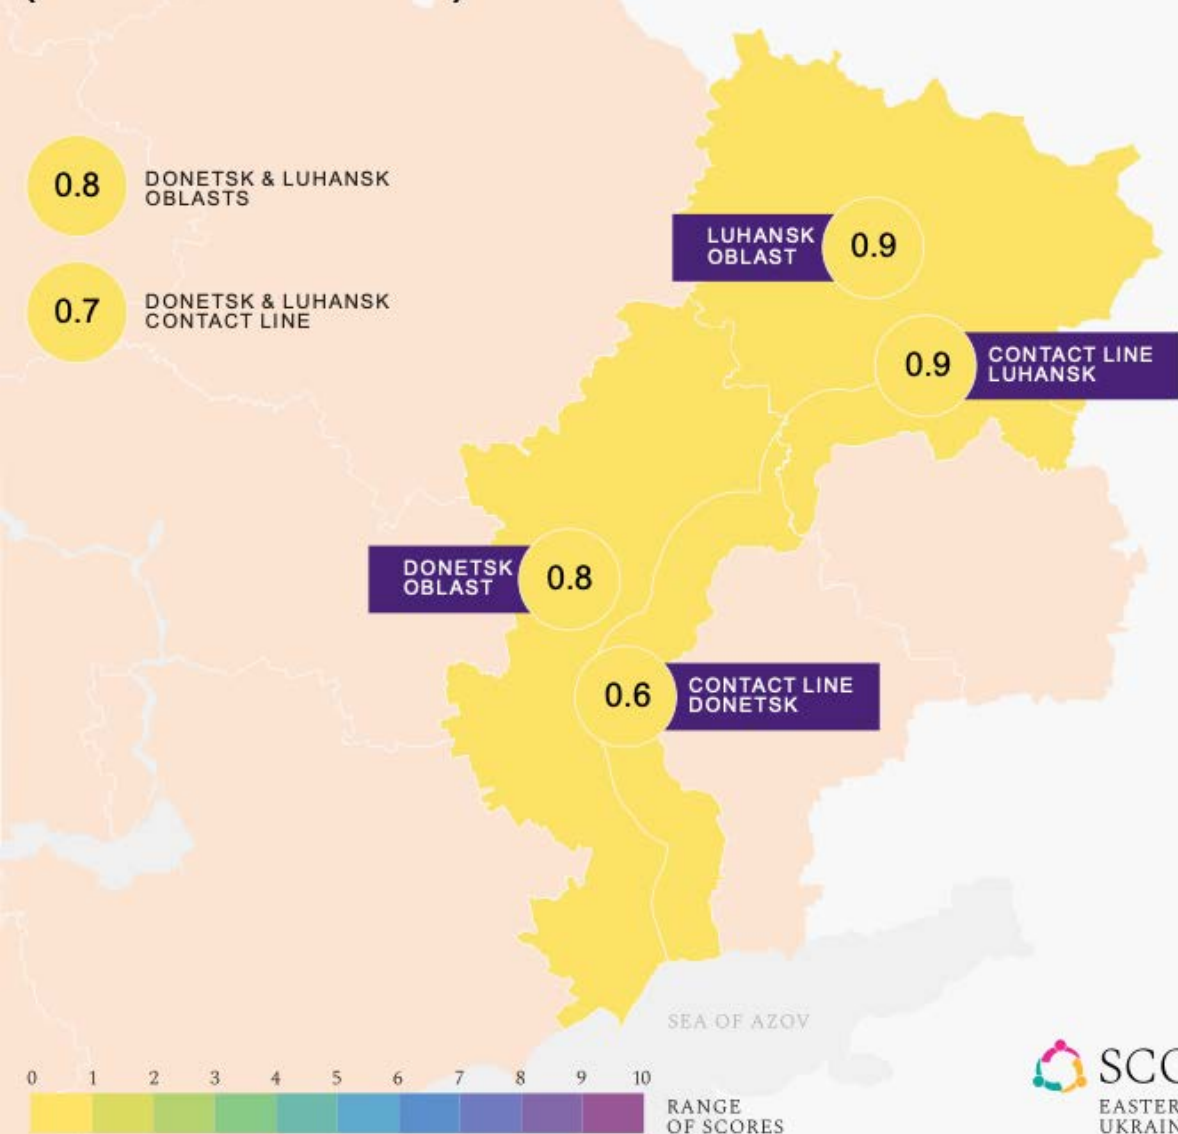 0.8
DONETSK & LUHANSK
OBLASTS
0.7
DONETSK & LUHANSK
CONTACT LINE
LUHANSK
OBLAST
0.9
0.9
CONTACT LINE
LUHANSK
DONETSK
OBLAST
0.8
0.6
CONTACT LINE
DONETSK
SEA OF AZOV
0 1 2 3 4 5 6 7 8 9 10
RANGE
OF SCORES